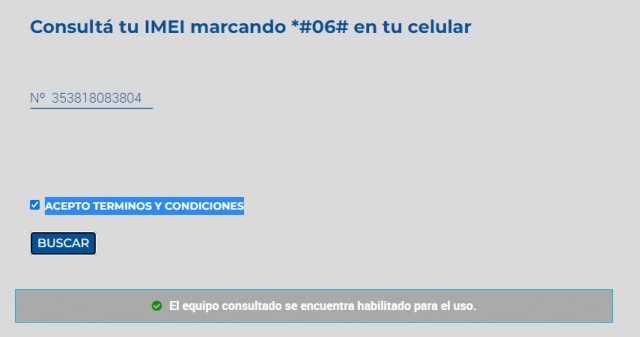 Consultá tu IMEI marcando *#06# en tu celular
Nº 353818083804
ACEPTO TERMINOS Y CONDICIONES
BUSCAR
El equipo consultado se encuentra habilitado para el uso.